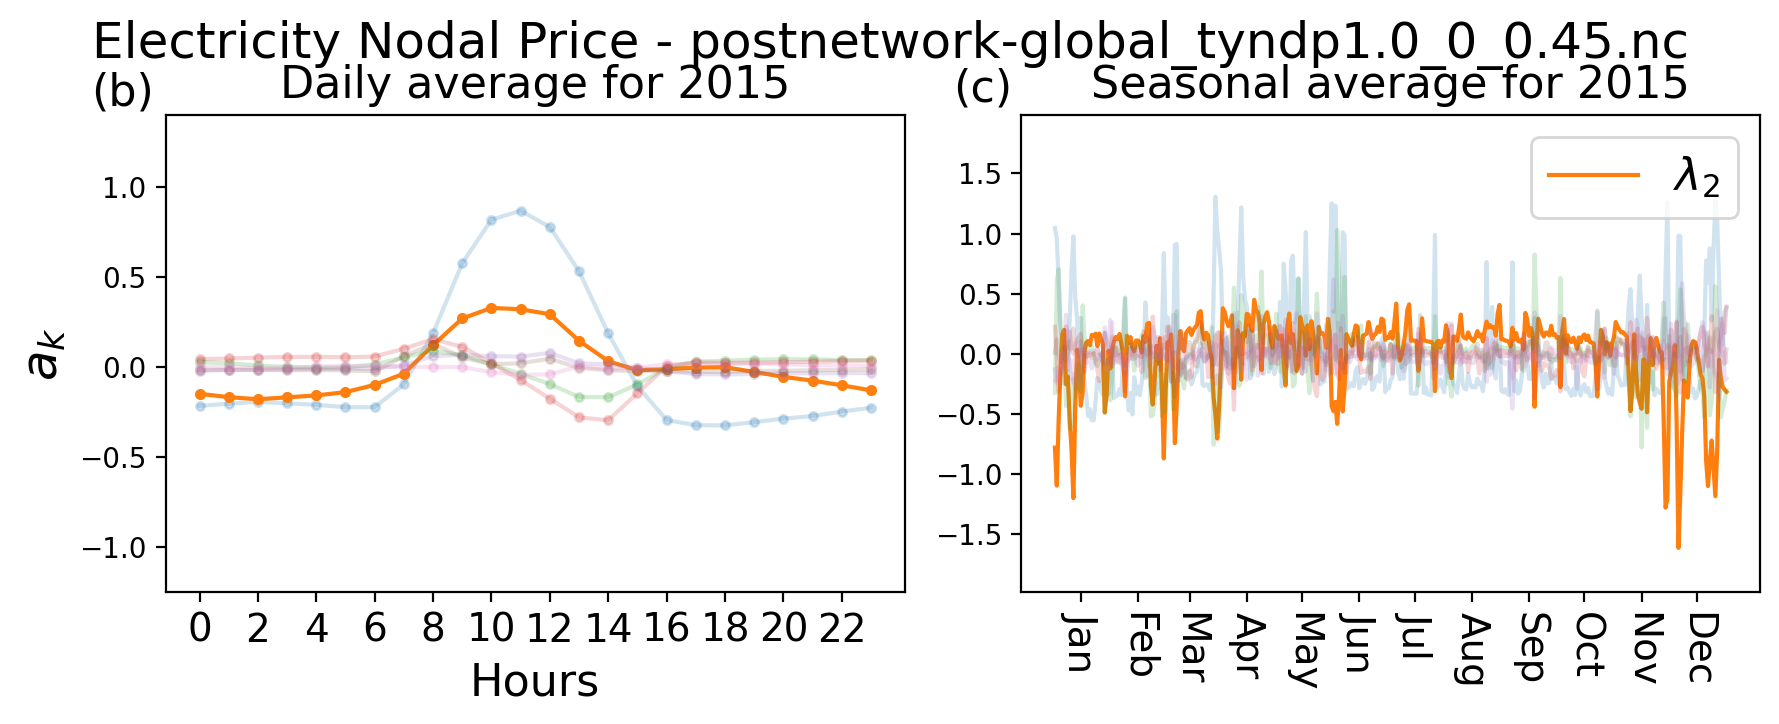 Electricity Nodal Price - postnetwork-global_tyndp1.0_0_0.45.nc
(b) Daily average for 2015
1.0
0.5
0.0
−0.5
−1.0
a_k
0 2 4 6 8 10 12 14 16 18 20 22
Hours
(c) Seasonal average for 2015
λ_2
1.5
1.0
0.5
0.0
−0.5
−1.0
−1.5
Jan Feb Mar Apr May Jun Jul Aug Sep Oct Nov Dec